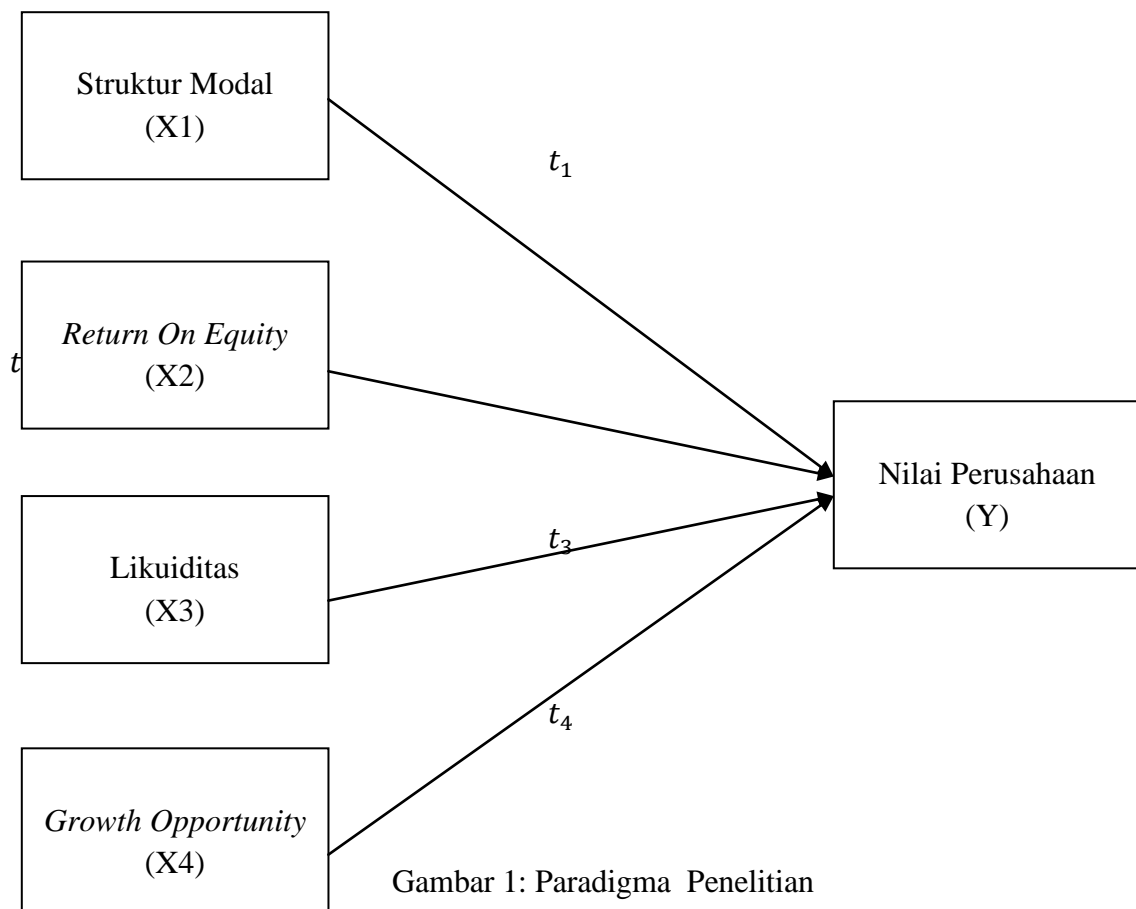 Struktur Modal
(X1)
t₁
Return On Equity
(X2)
t
Nilai Perusahaan
(Y)
Likuiditas
(X3)
t₃
t₄
Growth Opportunity
(X4)
Gambar 1: Paradigma Penelitian